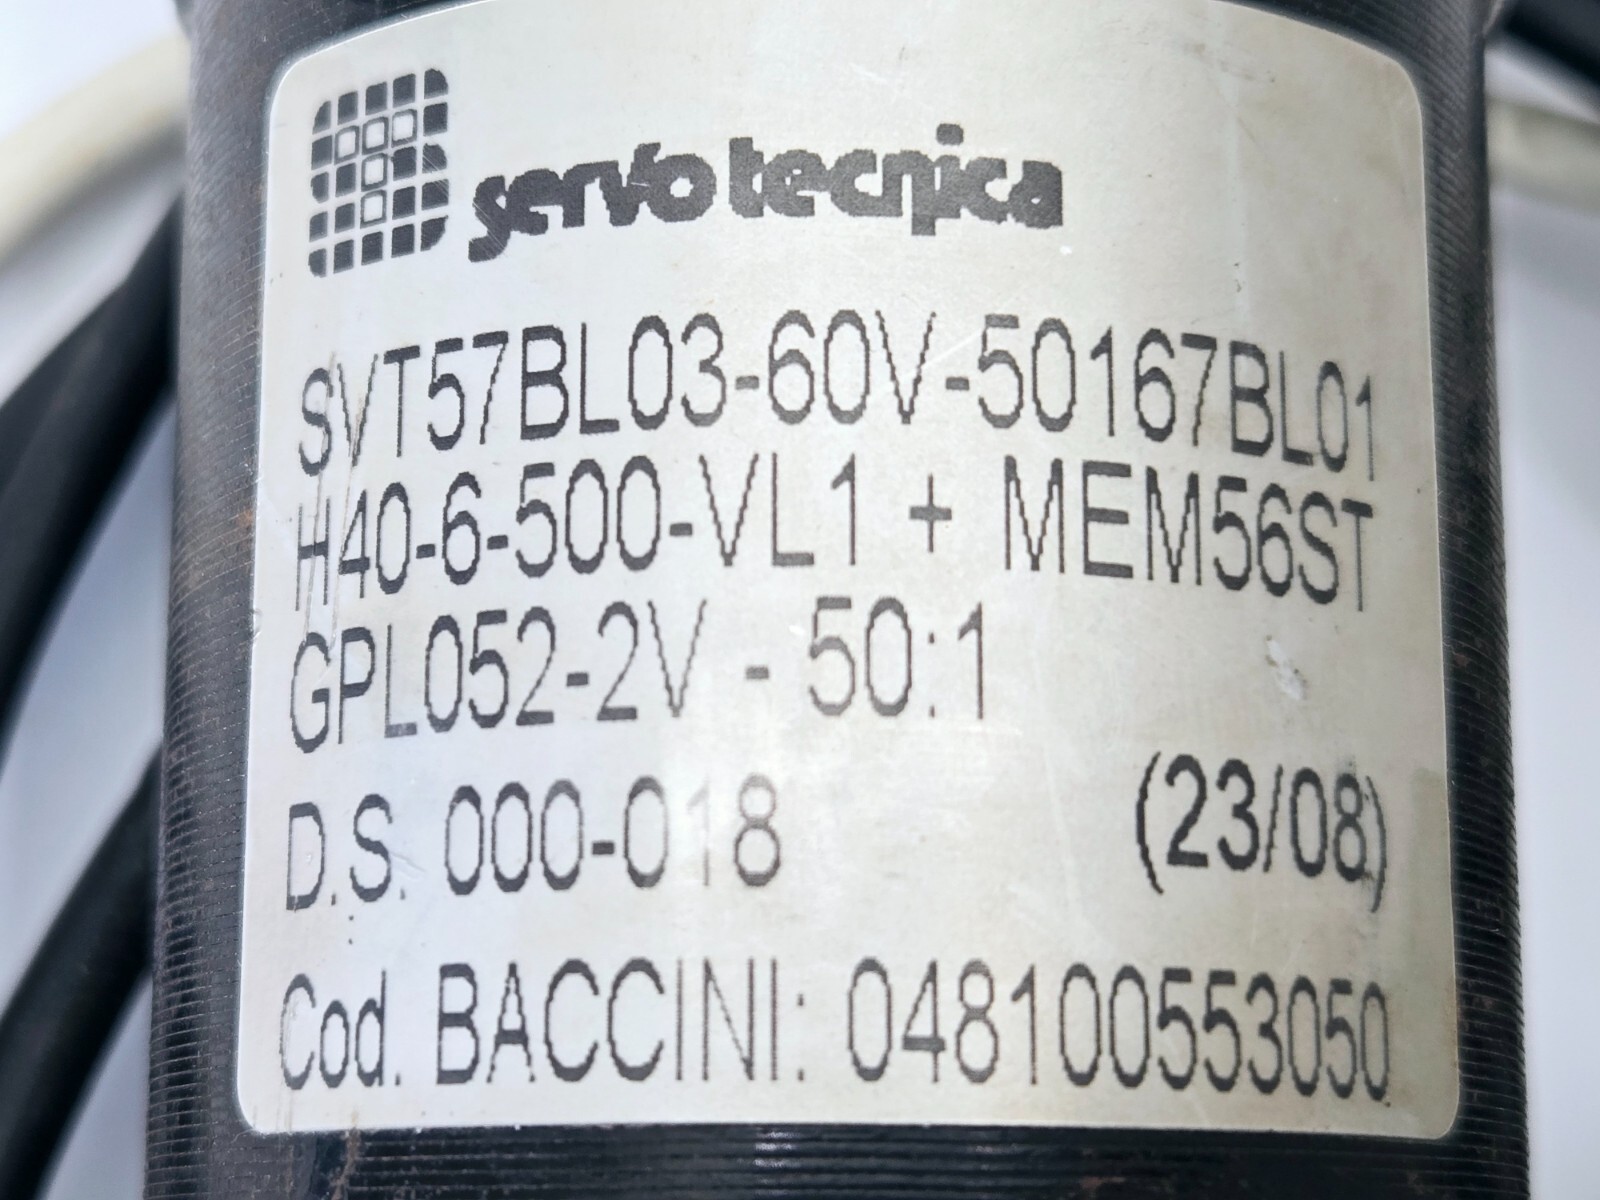 servo tecnica
SVT57BL03-60V-50167BL01
H40-6-500-VL1 + MEM56ST
GPL052-2V - 50:1
D.S. 000-018 (23/08)
Cod. BACCINI: 048100553050